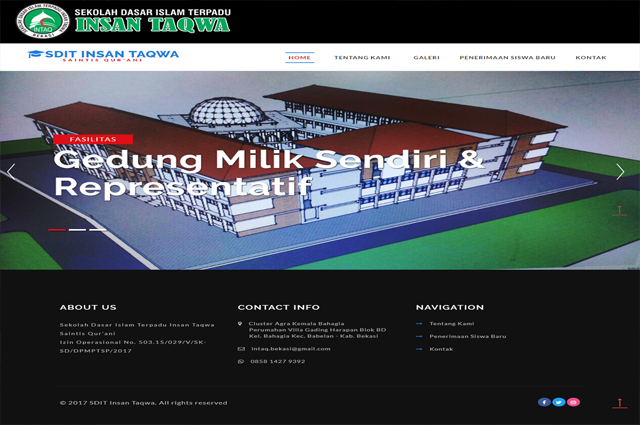 SEKOLAH DASAR ISLAM TERPADU
INSAN TAQWA
INTAQ
BEKASI
SDIT INSAN TAQWA
SAINTIS QUR'ANI
HOME TENTANG KAMI GALERI PENERIMAAN SISWA BARU KONTAK
FASILITAS
Gedung Milik Sendiri &
Representatif
ABOUT US
Sekolah Dasar Islam Terpadu Insan Taqwa
Saintis Qur'ani
Izin Operasional No. 503.15/029/V/SK-
SD/DPMPTSP/2017
CONTACT INFO
Cluster Agra Kemala Bahagia
Perumahan Villa Gading Harapan Blok BD
Kel. Bahagia Kec. Babelan - Kab. Bekasi
intaq.bekasi@gmail.com
0858 1427 9392
NAVIGATION
Tentang Kami
Penerimaan Siswa Baru
Kontak
© 2017 SDIT Insan Taqwa. All rights reserved